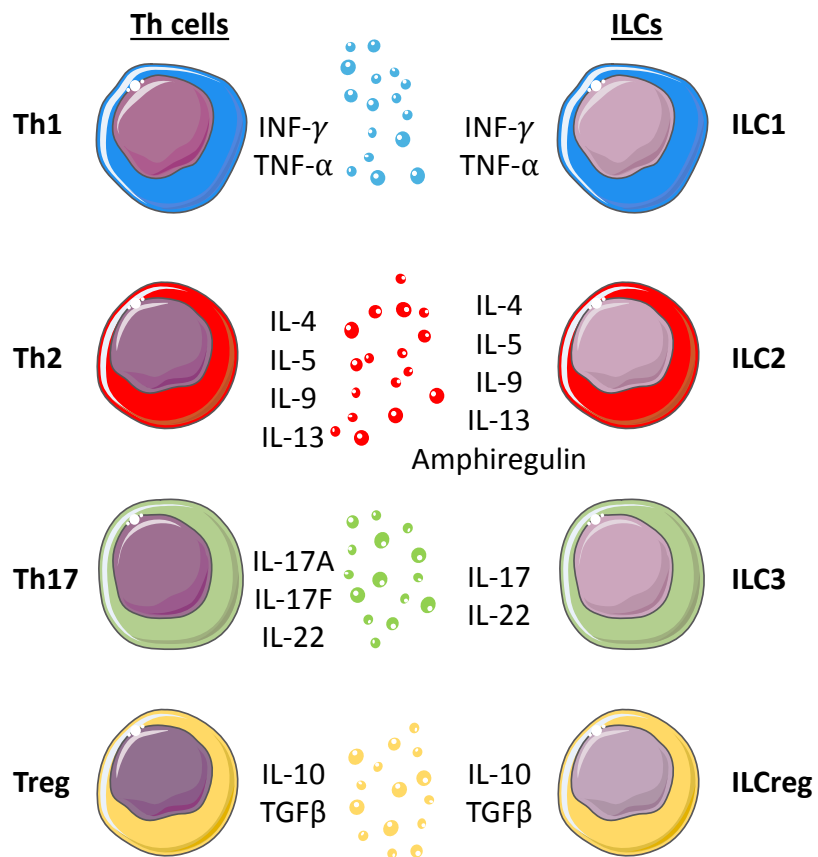 Th cells
ILCs
Th1
INF-γ
TNF-α
INF-γ
TNF-α
ILC1
Th2
IL-4
IL-5
IL-9
IL-13
IL-4
IL-5
IL-9
IL-13
Amphiregulin
ILC2
Th17
IL-17A
IL-17F
IL-22
IL-17
IL-22
ILC3
Treg
IL-10
TGFβ
IL-10
TGFβ
ILCreg